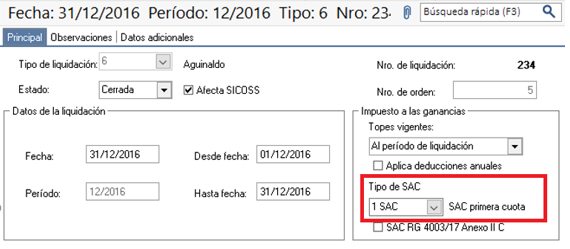 Fecha: 31/12/2016 Período: 12/2016 Tipo: 6 Nro: 234 Búsqueda rápida (F3)
Principal Observaciones Datos adicionales
Tipo de liquidación: 6 Aguinaldo Nro. de liquidación: 234
Estado: Cerrada Afecta SICOSS Nro. de orden: 5
Datos de la liquidación Impuesto a las ganancias
Topes vigentes:
Al período de liquidación
Fecha: 31/12/2016 Desde fecha: 01/12/2016
Aplica deducciones anuales
Tipo de SAC
Período: 12/2016 Hasta fecha: 31/12/2016
1 SAC SAC primera cuota
SAC RG 4003/17 Anexo II C